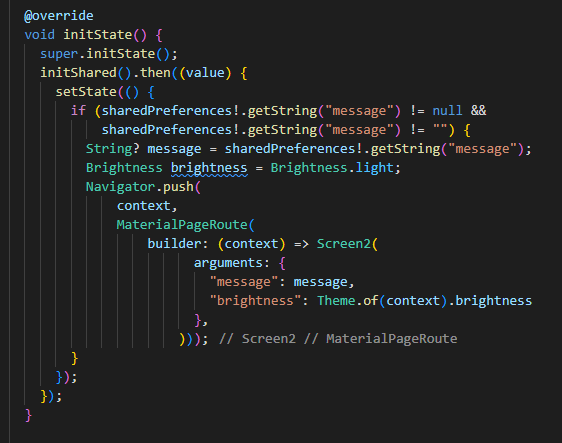 @override
void initState() {
  super.initState();
  initShared().then((value) {
    setState(() {
      if (sharedPreferences!.getString("message") != null &&
          sharedPreferences!.getString("message") != "") {
        String? message = sharedPreferences!.getString("message");
        Brightness brightness = Brightness.light;
        Navigator.push(
            context,
            MaterialPageRoute(
                builder: (context) => Screen2(
                      arguments: {
                        "message": message,
                        "brightness": Theme.of(context).brightness
                      },
                    ))); // Screen2 // MaterialPageRoute
      }
    });
  });
}